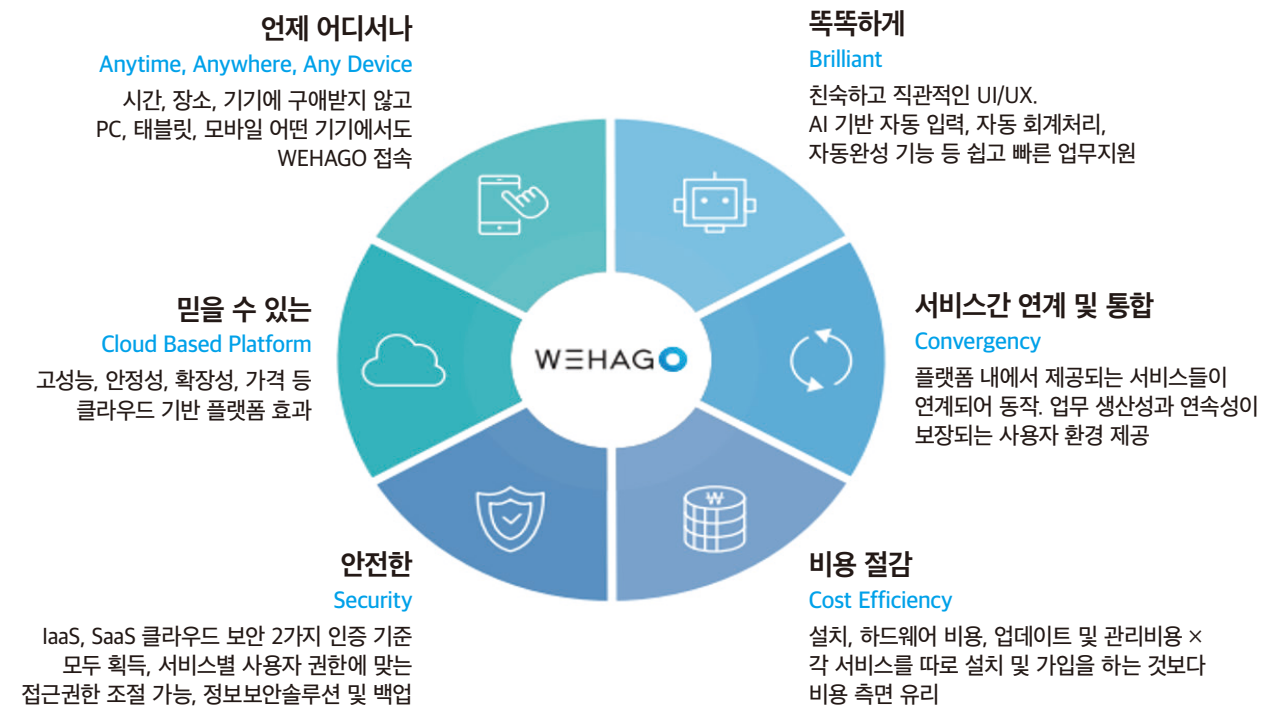 언제 어디서나
Anytime, Anywhere, Any Device
시간, 장소, 기기에 구애받지 않고
PC, 태블릿, 모바일 어떤 기기에서도
WEHAGO 접속
똑똑하게
Brilliant
친숙하고 직관적인 UI/UX.
AI 기반 자동 입력, 자동 회계처리,
자동완성 기능 등 쉽고 빠른 업무지원
믿을 수 있는
Cloud Based Platform
고성능, 안정성, 확장성, 가격 등
클라우드 기반 플랫폼 효과
WEHAGO
서비스간 연계 및 통합
Convergency
플랫폼 내에서 제공되는 서비스들이
연계되어 동작. 업무 생산성과 연속성이
보장되는 사용자 환경 제공
안전한
Security
IaaS, SaaS 클라우드 보안 2가지 인증 기준
모두 획득, 서비스별 사용자 권한에 맞는
접근권한 조절 가능, 정보보안솔루션 및 백업
₩
비용 절감
Cost Efficiency
설치, 하드웨어 비용, 업데이트 및 관리비용 ×
각 서비스를 따로 설치 및 가입을 하는 것보다
비용 측면 유리